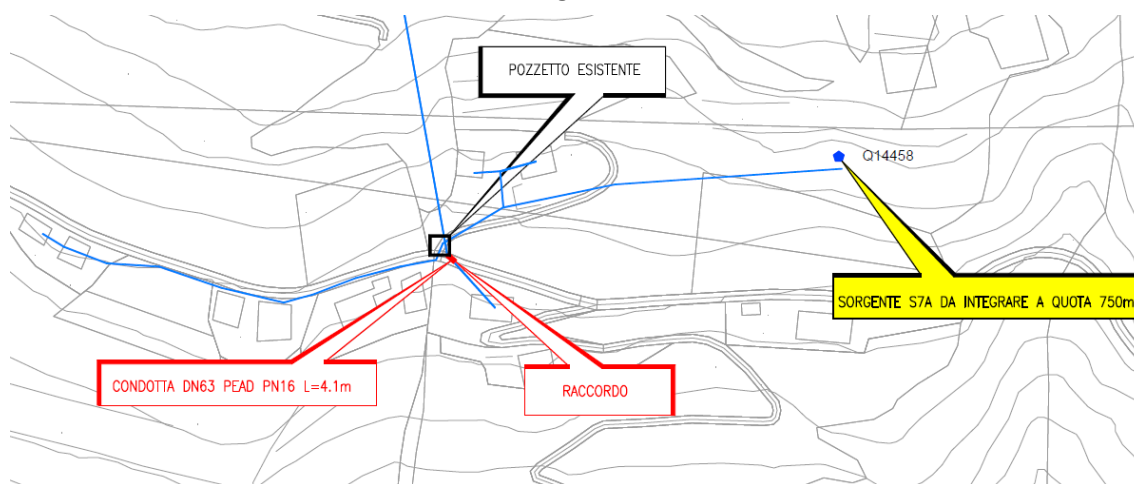 POZZETTO ESISTENTE
Q14458
SORGENTE S7A DA INTEGRARE A QUOTA 750m
CONDOTTA DN63 PEAD PN16 L=4.1m
RACCORDO